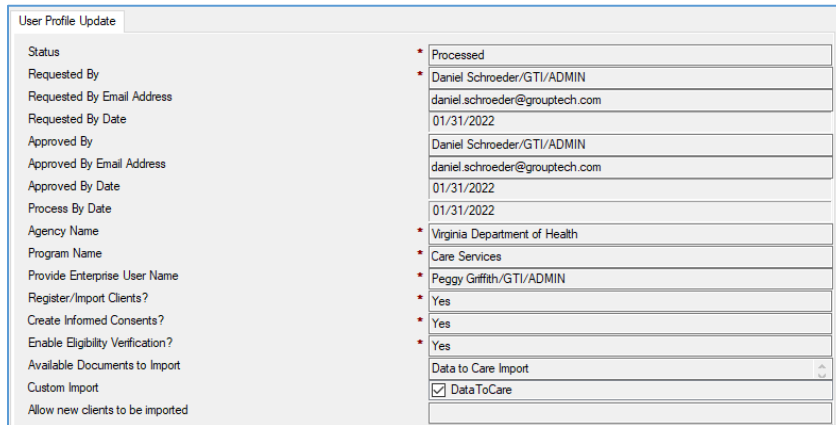 User Profile Update
Status * Processed
Requested By * Daniel Schroeder/GTI/ADMIN
Requested By Email Address daniel.schroeder@grouptech.com
Requested By Date 01/31/2022
Approved By Daniel Schroeder/GTI/ADMIN
Approved By Email Address daniel.schroeder@grouptech.com
Approved By Date 01/31/2022
Process By Date 01/31/2022
Agency Name * Virginia Department of Health
Program Name * Care Services
Provide Enterprise User Name * Peggy Griffith/GTI/ADMIN
Register/Import Clients? * Yes
Create Informed Consents? * Yes
Enable Eligibility Verification? * Yes
Available Documents to Import Data to Care Import
Custom Import DataToCare
Allow new clients to be imported